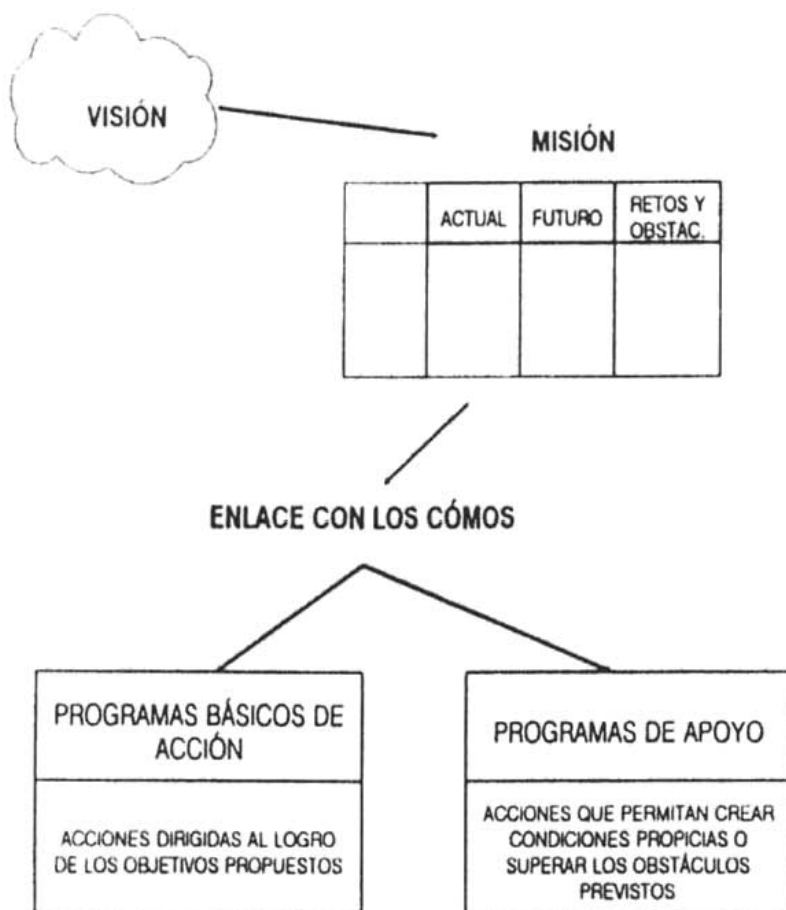 VISIÓN
MISIÓN
ACTUAL
FUTURO
RETOS Y
OBSTAC.
ENLACE CON LOS CÓMOS
PROGRAMAS BÁSICOS DE
ACCIÓN
ACCIONES DIRIGIDAS AL LOGRO
DE LOS OBJETIVOS PROPUESTOS
PROGRAMAS DE APOYO
ACCIONES QUE PERMITAN CREAR
CONDICIONES PROPICIAS O
SUPERAR LOS OBSTÁCULOS
PREVISTOS